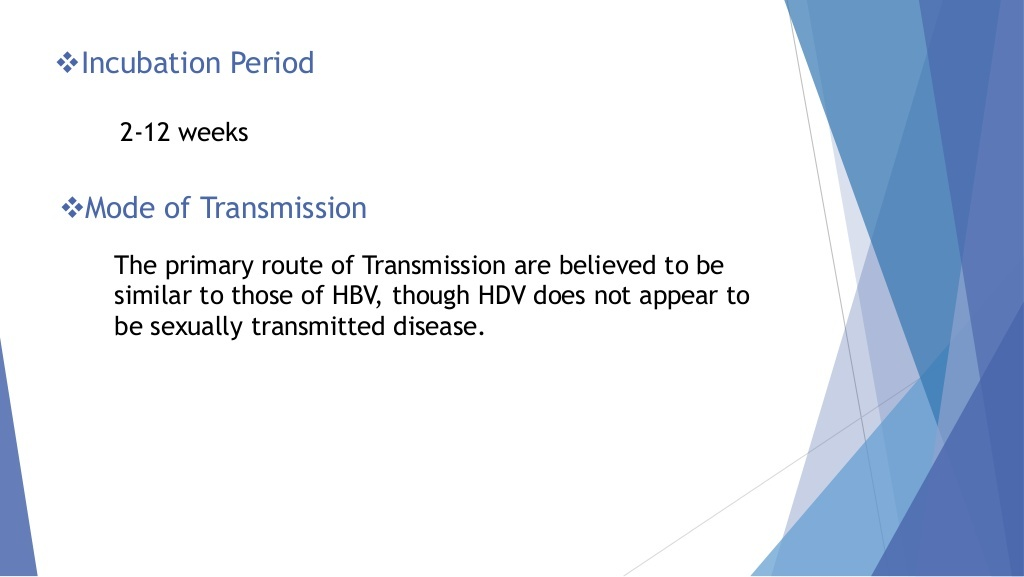 ❖Incubation Period
2-12 weeks
❖Mode of Transmission
The primary route of Transmission are believed to be
similar to those of HBV, though HDV does not appear to
be sexually transmitted disease.